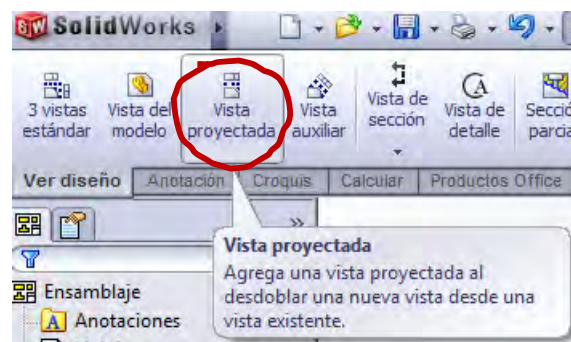 SW SolidWorks
3 vistas estándar
Vista del modelo
Vista proyectada
Vista auxiliar
Vista de sección
Vista de detalle
Ver diseño Anotación Croquis Calcular Productos Office
Vista proyectada
Agrega una vista proyectada al
desdoblar una nueva vista desde una
vista existente.
Ensamblaje
A Anotaciones